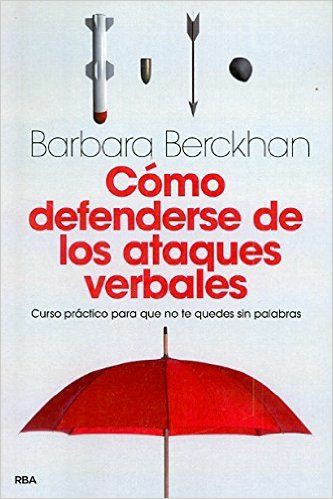 Barbara Berckhan
Cómo
defenderse de
los ataques
verbales
Curso práctico para que no te quedes sin palabras
RBA